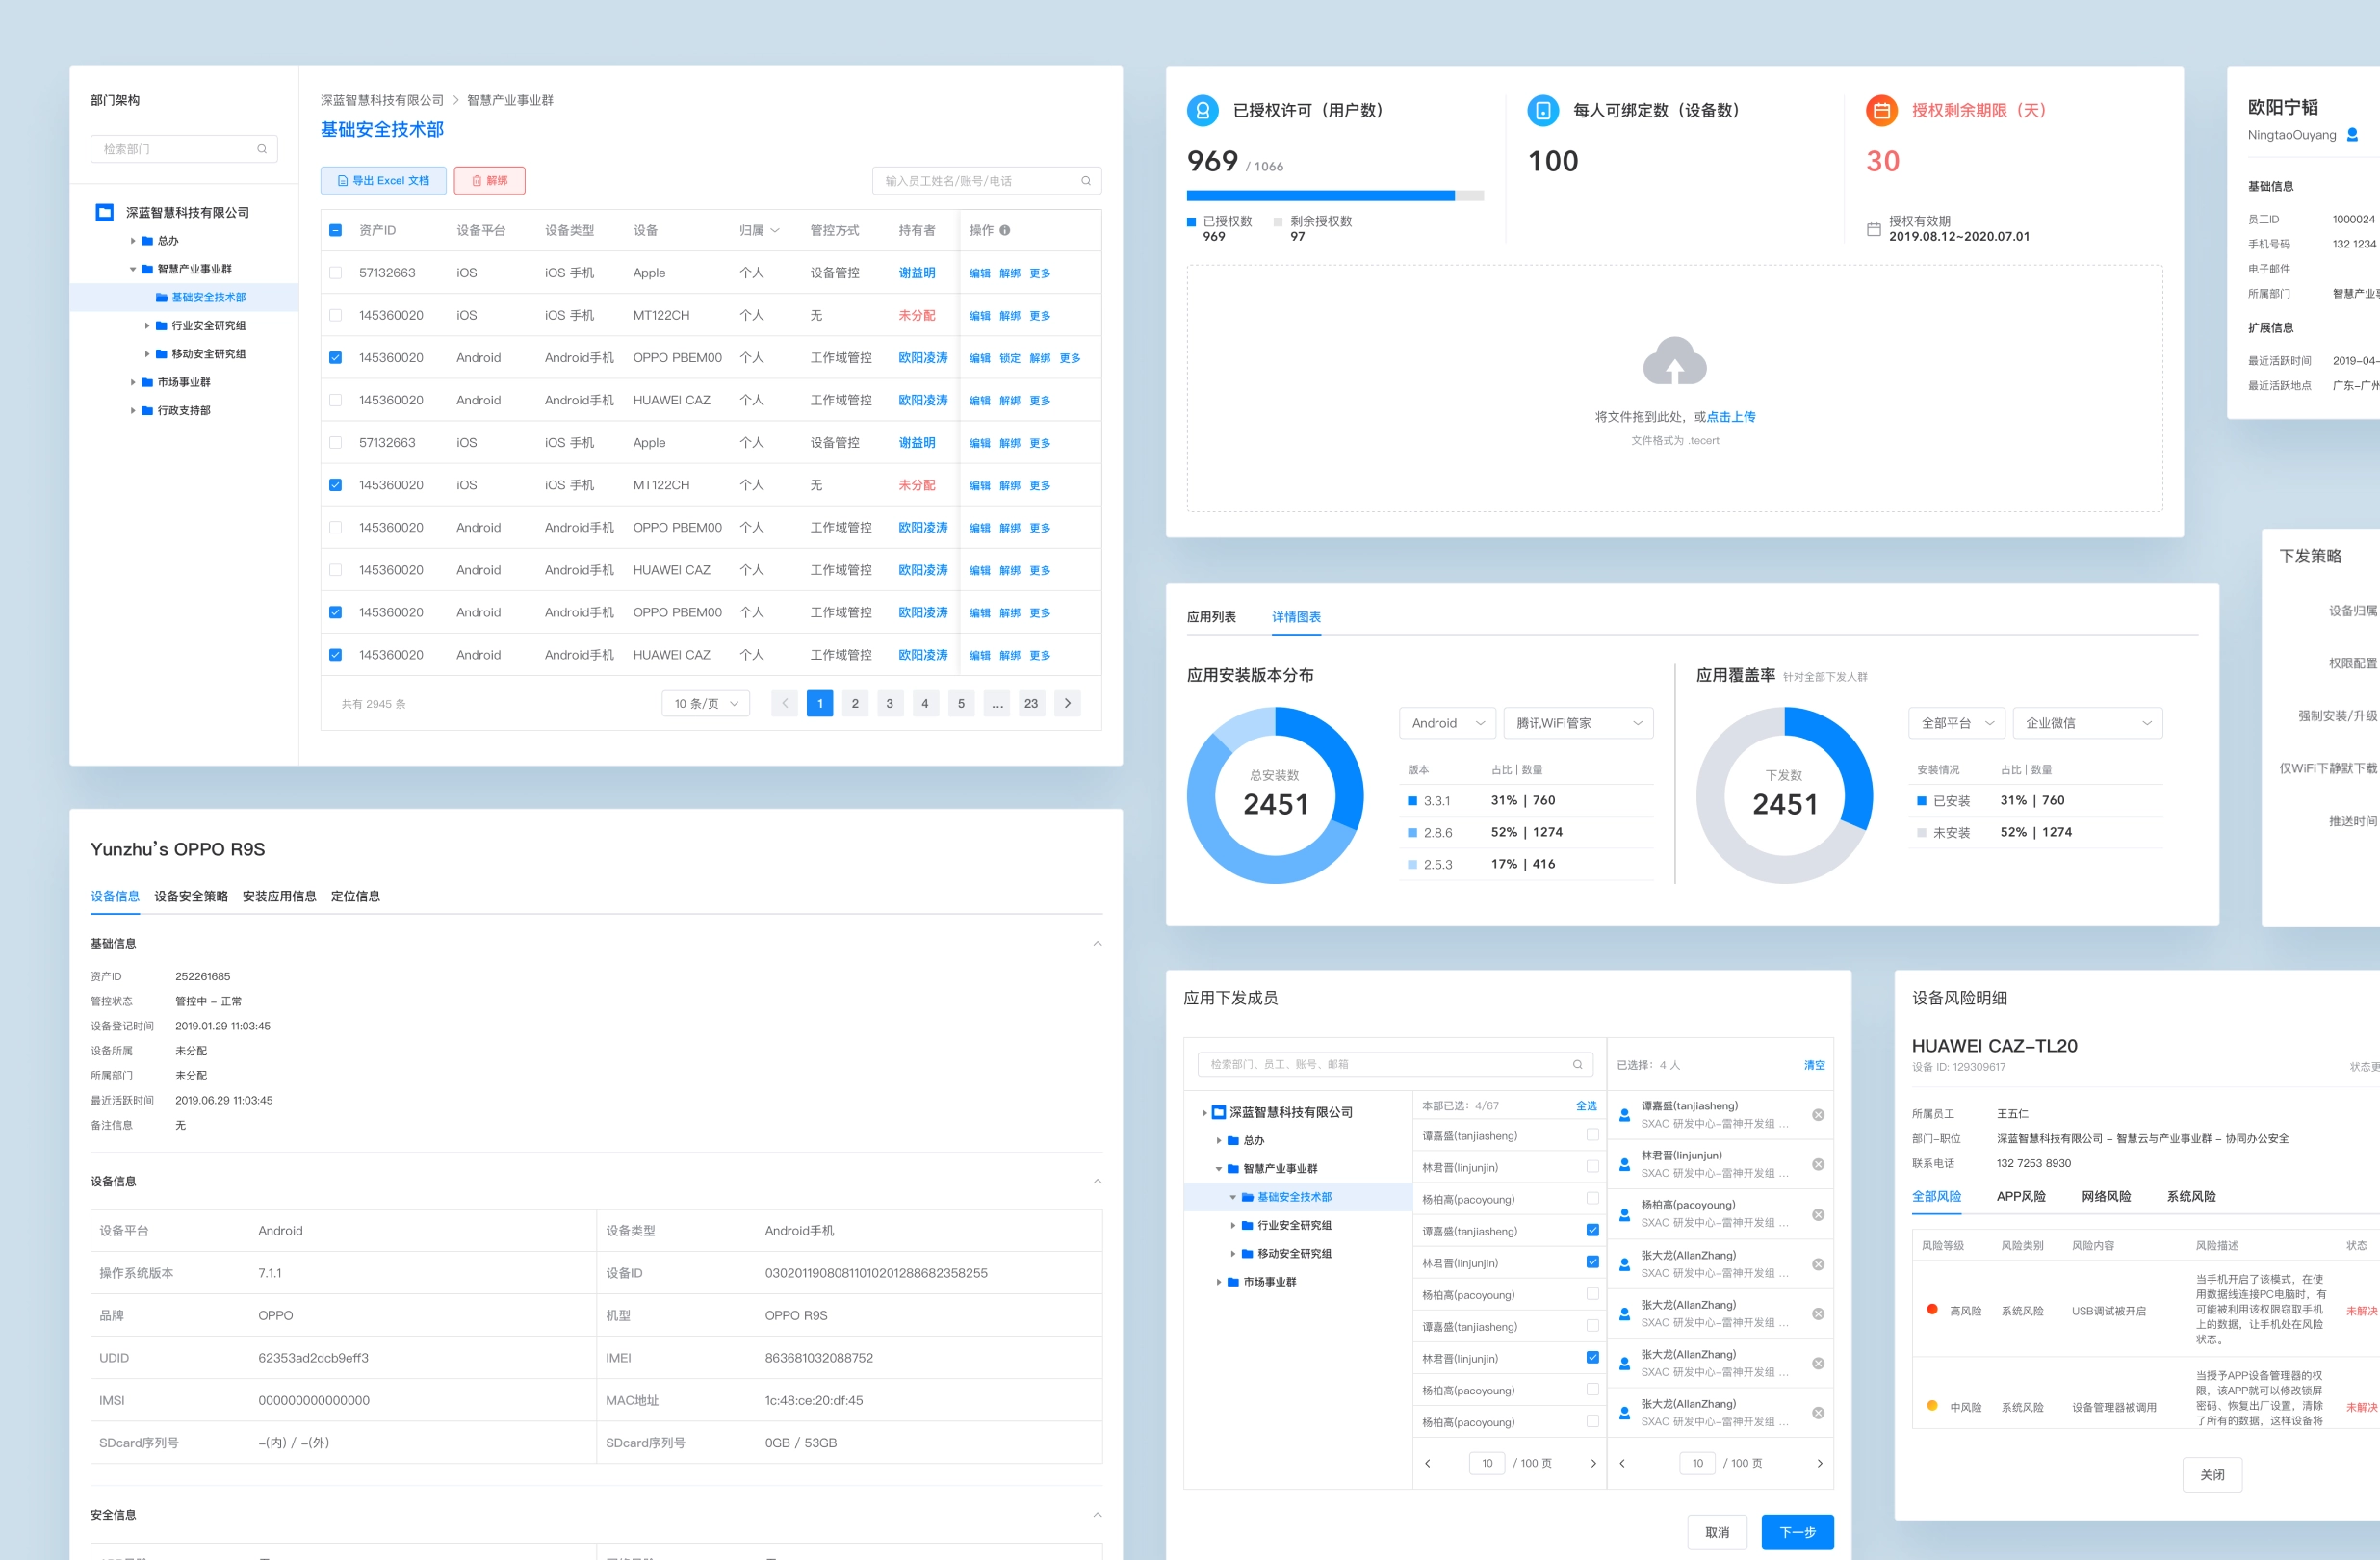 部门架构
检索部门
深蓝智慧科技有限公司
总办
智慧产业事业群
基础安全技术部
行业安全研究组
移动安全研究组
市场事业群
行政支持部
深蓝智慧科技有限公司 > 智慧产业事业群
基础安全技术部
导出 Excel 文档 解绑
输入员工姓名/账号/电话
资产ID 设备平台 设备类型 设备 归属 管控方式 持有者 操作
57132663 iOS iOS 手机 Apple 个人 设备管控 谢益明 编辑 解绑 更多
145360020 iOS iOS 手机 MT122CH 个人 无 未分配 编辑 解绑 更多
145360020 Android Android手机 OPPO PBEM00 个人 工作域管控 欧阳凌涛 编辑 锁定 解绑 更多
145360020 Android Android手机 HUAWEI CAZ 个人 工作域管控 欧阳凌涛 编辑 解绑 更多
57132663 iOS iOS 手机 Apple 个人 设备管控 谢益明 编辑 解绑 更多
145360020 iOS iOS 手机 MT122CH 个人 无 未分配 编辑 解绑 更多
145360020 Android Android手机 OPPO PBEM00 个人 工作域管控 欧阳凌涛 编辑 解绑 更多
145360020 Android Android手机 HUAWEI CAZ 个人 工作域管控 欧阳凌涛 编辑 解绑 更多
145360020 Android Android手机 OPPO PBEM00 个人 工作域管控 欧阳凌涛 编辑 解绑 更多
145360020 Android Android手机 HUAWEI CAZ 个人 工作域管控 欧阳凌涛 编辑 解绑 更多
共有 2945 条 10 条/页 < 1 2 3 4 5 ... 23 >
Yunzhu's OPPO R9S
设备信息 设备安全策略 安装应用信息 定位信息
基础信息
资产ID 252261685
管控状态 管控中 – 正常
设备登记时间 2019.01.29 11:03:45
设备所属 未分配
所属部门 未分配
最近活跃时间 2019.06.29 11:03:45
备注信息 无
设备信息
设备平台 Android 设备类型 Android手机
操作系统版本 7.1.1 设备ID 03020119080811010201288682358255
品牌 OPPO 机型 OPPO R9S
UDID 62353ad2dcb9eff3 IMEI 863681032088752
IMSI 000000000000000 MAC地址 1c:48:ce:20:df:45
SDcard序列号 –(内) / –(外) SDcard序列号 0GB / 53GB
安全信息
已授权许可（用户数）
969 / 1066
已授权数 剩余授权数
969 97
每人可绑定数（设备数）
100
授权剩余期限（天）
30
授权有效期
2019.08.12~2020.07.01
将文件拖到此处，或点击上传
文件格式为 .tecert
应用列表 详情图表
应用安装版本分布
总安装数
2451
Android 腾讯WiFi管家
版本 占比 | 数量
3.3.1 31% | 760
2.8.6 52% | 1274
2.5.3 17% | 416
应用覆盖率 针对全部下发人群
下发数
2451
全部平台 企业微信
安装情况 占比 | 数量
已安装 31% | 760
未安装 52% | 1274
应用下发成员
检索部门、员工、账号、邮箱
深蓝智慧科技有限公司
总办
智慧产业事业群
基础安全技术部
行业安全研究组
移动安全研究组
市场事业群
本部已选：4/67 全选
谭嘉盛(tanjiasheng)
林君晋(linjunjin)
杨柏高(pacoyoung)
谭嘉盛(tanjiasheng)
林君晋(linjunjin)
杨柏高(pacoyoung)
谭嘉盛(tanjiasheng)
林君晋(linjunjin)
杨柏高(pacoyoung)
杨柏高(pacoyoung)
< 10 / 100 页 >
已选择：4 人 清空
谭嘉盛(tanjiasheng)
SXAC 研发中心–雷神开发组 ...
林君晋(linjunjun)
SXAC 研发中心–雷神开发组 ...
杨柏高(pacoyoung)
SXAC 研发中心–雷神开发组 ...
张大龙(AllanZhang)
SXAC 研发中心–雷神开发组 ...
张大龙(AllanZhang)
SXAC 研发中心–雷神开发组 ...
张大龙(AllanZhang)
SXAC 研发中心–雷神开发组 ...
张大龙(AllanZhang)
SXAC 研发中心–雷神开发组 ...
< 10 / 100 页 >
取消 下一步
欧阳宁韬
NingtaoOuyang
基础信息
员工ID 1000024
手机号码 132 1234
电子邮件
所属部门 智慧产业
扩展信息
最近活跃时间 2019–04–
最近活跃地点 广东–广州
下发策略
设备归属
权限配置
强制安装/升级
仅WiFi下静默下载
推送时间
设备风险明细
HUAWEI CAZ–TL20
设备 ID: 129309617 状态更
所属员工 王五仁
部门–职位 深蓝智慧科技有限公司 – 智慧云与产业事业群 – 协同办公安全
联系电话 132 7253 8930
全部风险 APP风险 网络风险 系统风险
风险等级 风险类别 风险内容 风险描述 状态
高风险 系统风险 USB调试被开启 未解决
当手机开启了该模式，在使
用数据线连接PC电脑时，有
可能被利用该权限窃取手机
上的数据，让手机处在风险
状态。
中风险 系统风险 设备管理器被调用 未解决
当授予APP设备管理器的权
限，该APP就可以修改锁屏
密码、恢复出厂设置，清除
了所有的数据，这样设备将
关闭